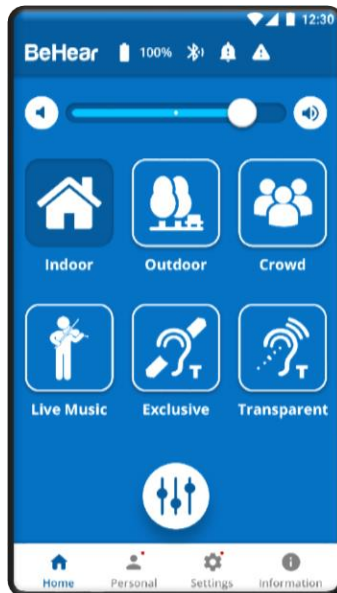 12:30
BeHear 100%
Indoor Outdoor Crowd
T T
Live Music Exclusive Transparent
Home Personal Settings Information